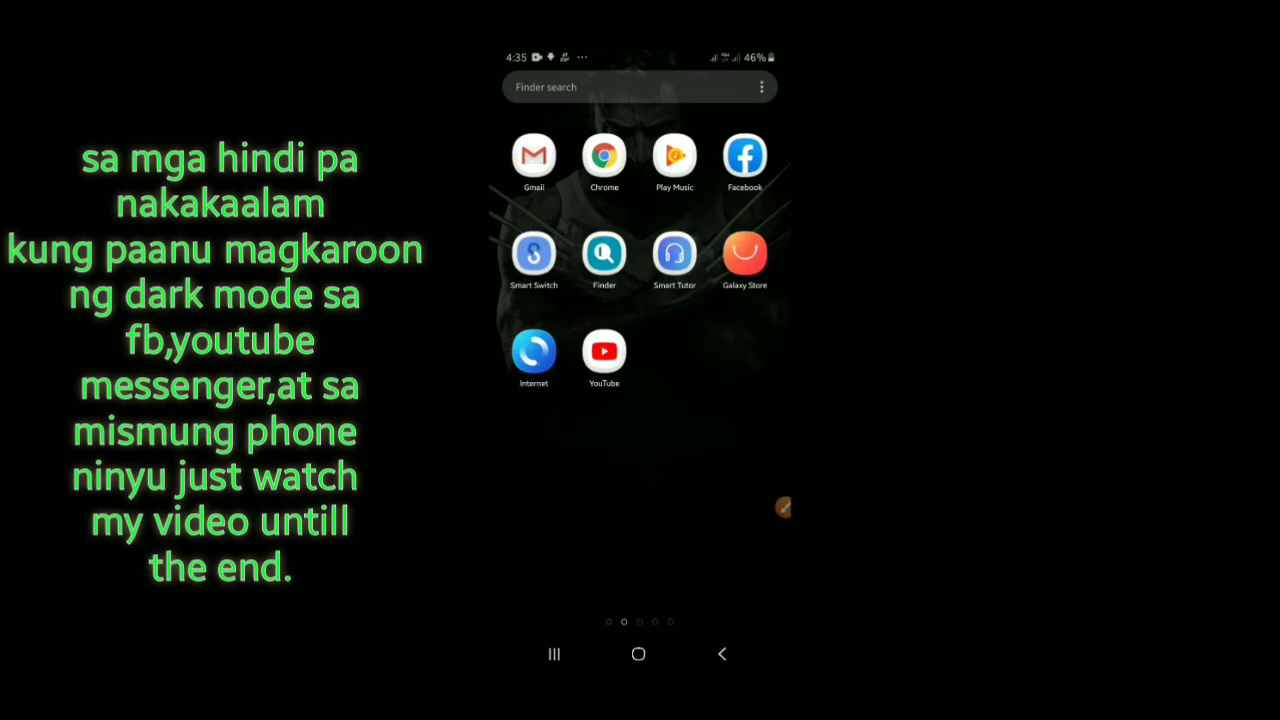 sa mga hindi pa
nakakaalam
kung paanu magkaroon
ng dark mode sa
fb,youtube
messenger,at sa
mismung phone
ninyu just watch
my video untill
the end.
4:35 46%
Finder search
Gmail Chrome Play Music Facebook
Smart Switch Finder Smart Tutor Galaxy Store
Internet YouTube